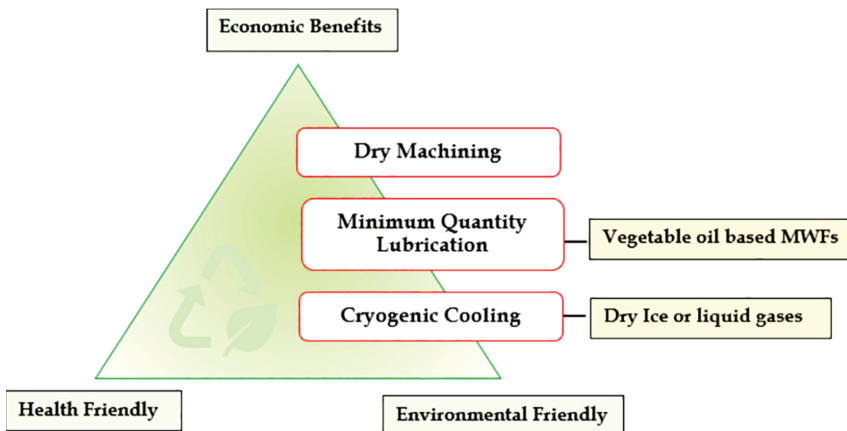 Economic Benefits
Dry Machining
Minimum Quantity
Lubrication
Vegetable oil based MWFs
Cryogenic Cooling
Dry Ice or liquid gases
Health Friendly
Environmental Friendly